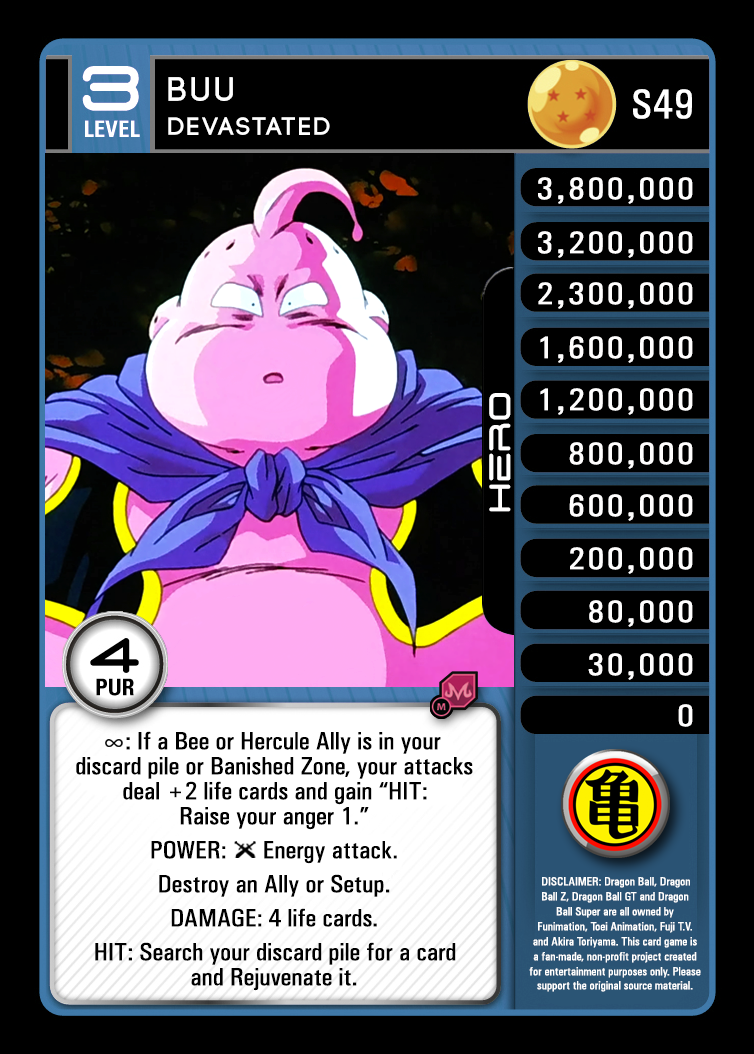 3
LEVEL
BUU
DEVASTATED
S49
3,800,000
3,200,000
2,300,000
1,600,000
1,200,000
800,000
600,000
200,000
80,000
30,000
0
HERO
4
PUR
M
M
∞: If a Bee or Hercule Ally is in your
discard pile or Banished Zone, your attacks
deal +2 life cards and gain “HIT:
Raise your anger 1.”
POWER: Energy attack.
Destroy an Ally or Setup.
DAMAGE: 4 life cards.
HIT: Search your discard pile for a card
and Rejuvenate it.
亀
DISCLAIMER: Dragon Ball, Dragon
Ball Z, Dragon Ball GT and Dragon
Ball Super are all owned by
Funimation, Toei Animation, Fuji T.V.
and Akira Toriyama. This card game is
a fan-made, non-profit project created
for entertainment purposes only. Please
support the original source material.